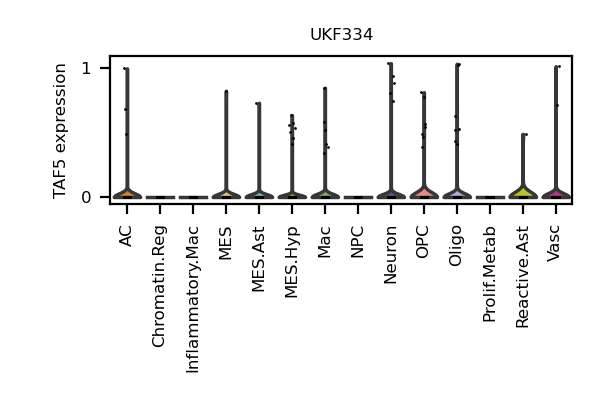 UKF334
TAF5 expression
1
0
AC
Chromatin.Reg
Inflammatory.Mac
MES
MES.Ast
MES.Hyp
Mac
NPC
Neuron
OPC
Oligo
Prolif.Metab
Reactive.Ast
Vasc